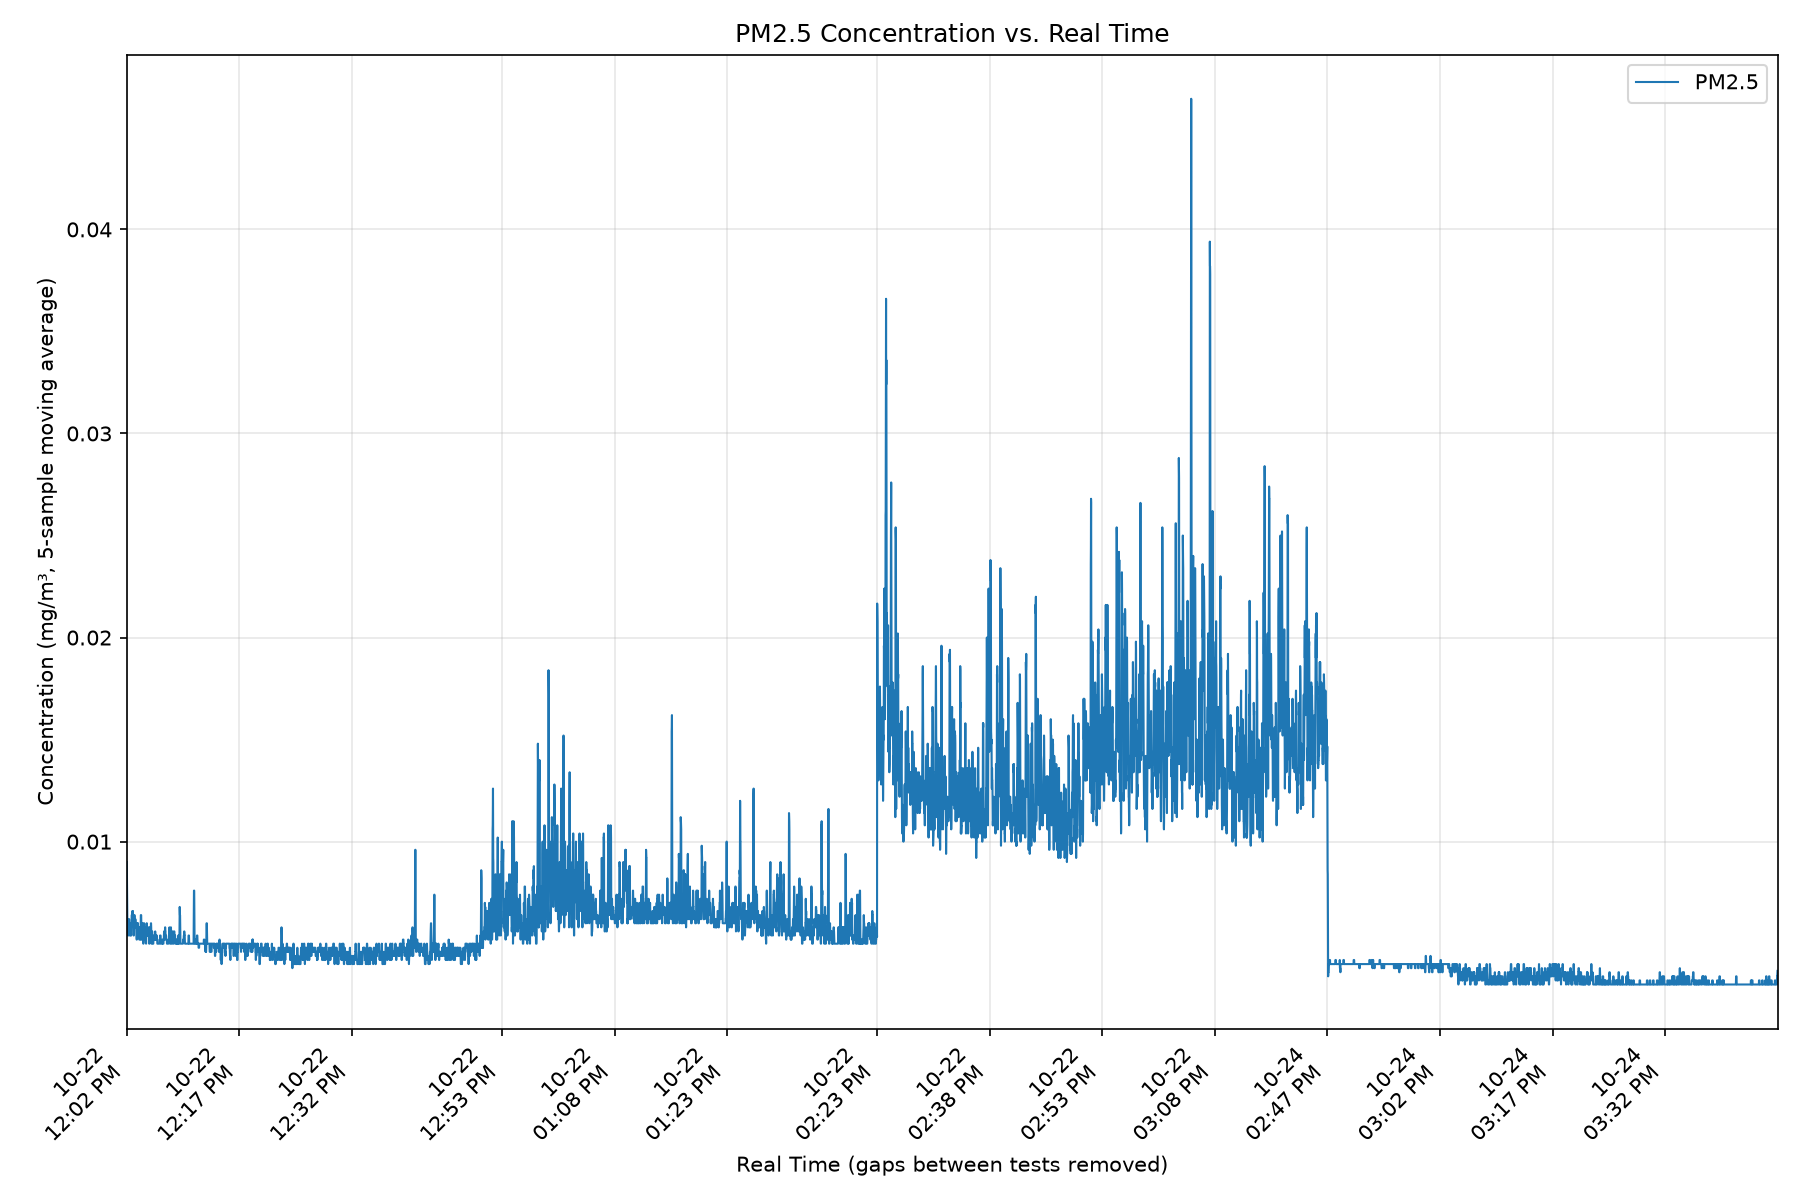 PM2.5 Concentration vs. Real Time
PM2.5
Concentration (mg/m³, 5-sample moving average)
0.04
0.03
0.02
0.01
10-22
12:02 PM
10-22
12:17 PM
10-22
12:32 PM
10-22
12:53 PM
10-22
01:08 PM
10-22
01:23 PM
10-22
02:23 PM
10-22
02:38 PM
10-22
02:53 PM
10-22
03:08 PM
10-24
02:47 PM
10-24
03:02 PM
10-24
03:17 PM
10-24
03:32 PM
Real Time (gaps between tests removed)